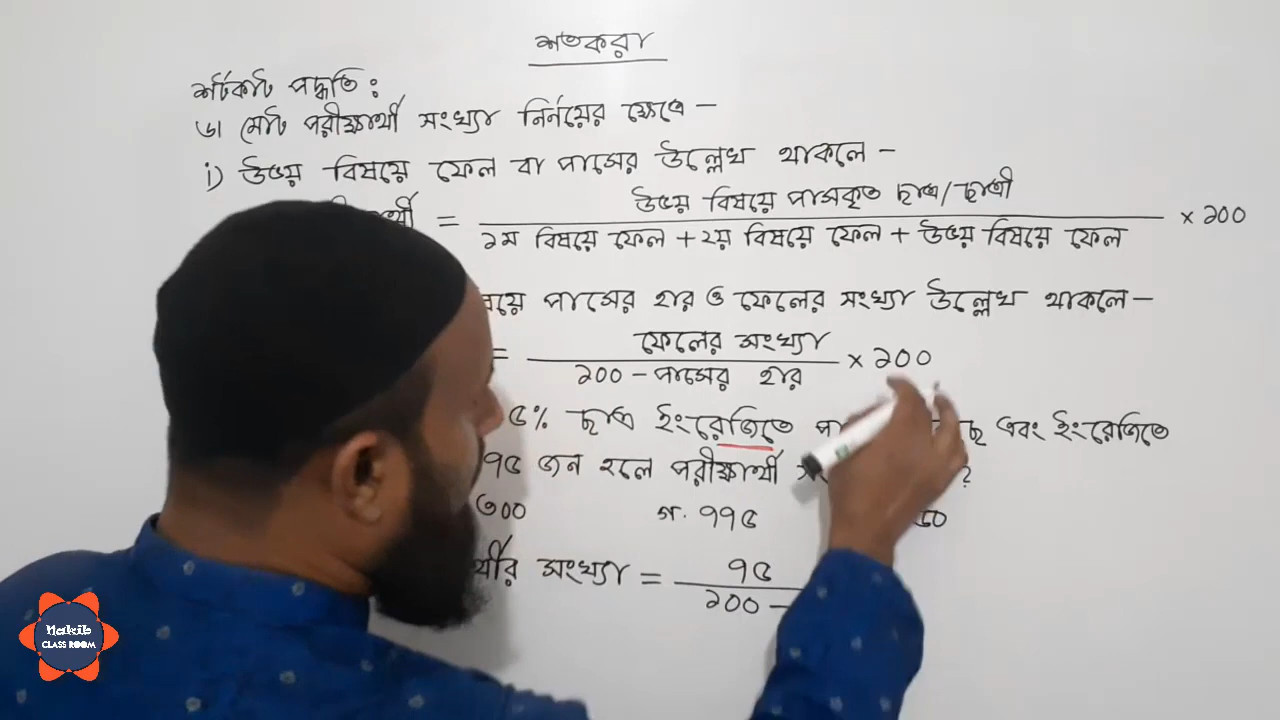 শতকরা
শর্টকাট পদ্ধতি :
৬। মোট পরীক্ষার্থী সংখ্যা নির্ণয়ের ক্ষেত্রে –
i) উভয় বিষয়ে ফেল বা পাসের উল্লেখ থাকলে –
= উভয় বিষয়ে পাসকৃত ছাত্র/ছাত্রী
১ম বিষয়ে ফেল + ২য় বিষয়ে ফেল + উভয় বিষয়ে ফেল × ১০০
পাসের হার ও ফেলের সংখ্যা উল্লেখ থাকলে –
= ফেলের সংখ্যা
১০০ – পাসের হার × ১০০
৫% ছাত্র ইংরেজিতে এবং ইংরেজিতে
৭৫ জন হলে পরীক্ষার্থী ?
৩০০ গ. ৭৭৫
সংখ্যা = ৭৫
১০০ –
Nakib
CLASS ROOM